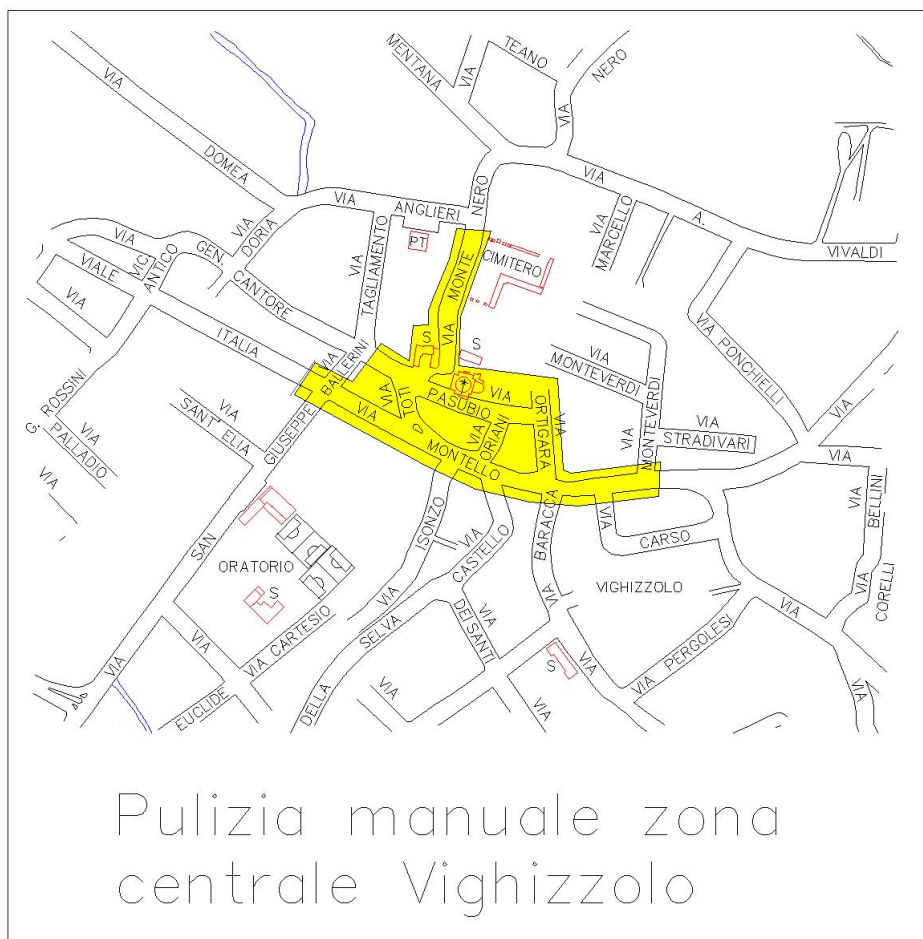 VIA
DOMEA
MENTANA
VIA
TEANO
VIA
NERO
VIA
ANGLIERI
NERO
VIA
A.
VIVALDI
VIA
MARCELLO
VIA
VIC.
ANTICO
GEN.
CANTORE
VIA
DORIA
VIALE
ITALIA
VIA
TAGLIAMENTO
PT
MONTE
VIA
CIMITERO
S
S
VIA
G. ROSSINI
VIA
PALLADIO
VIA
VIA
SANT' ELIA
VIA
BALLERINI
GIUSEPPE
SAN
VIA
VIA
TOTI
VIA
PASUBIO
VIA
ORIANI
VIA
ORTIGARA
VIA
MONTELLO
VIA
MONTEVERDI
VIA
MONTEVERDI
VIA
STRADIVARI
VIA PONCHIELLI
VIA
VIA
VIA
BELLINI
VIA
CORELLI
ORATORIO
S
VIA
ISONZO
VIA
CASTELLO
BARACCA
VIA
VIA
CARSO
VIGHIZZOLO
VIA
SELVA
DELLA
VIA CARTESIO
VIA
EUCLIDE
VIA
VIA
DEI SANTI
VIA
S
VIA
VIA
PERGOLESI
VIA
VIA
Pulizia manuale zona
centrale Vighizzolo